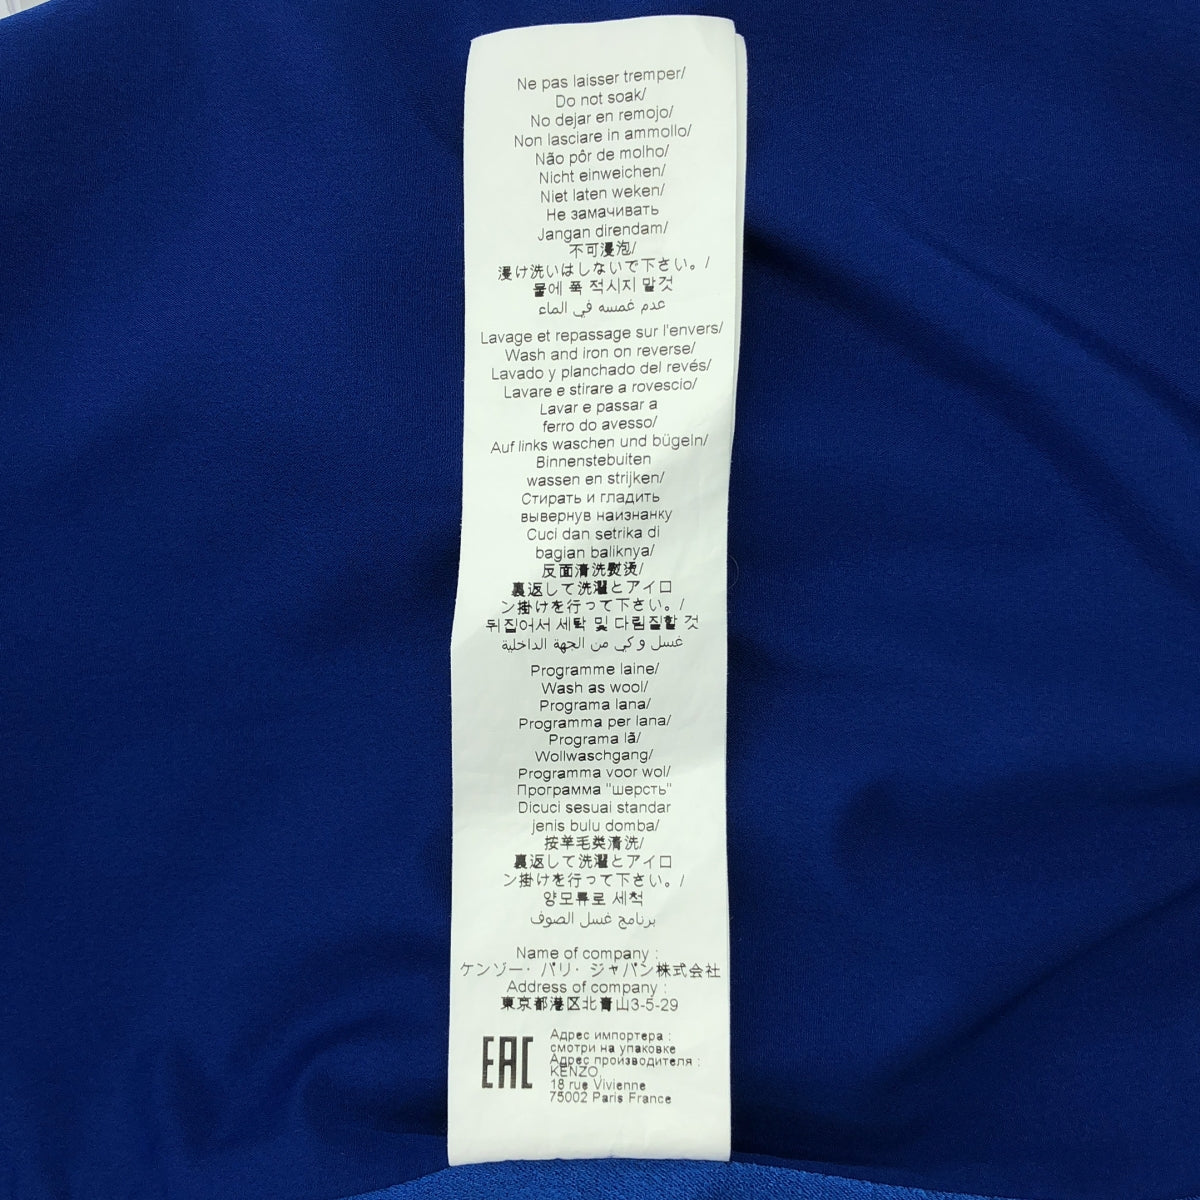 Ne pas laisser tremper/
Do not soak/
No dejar en remojo/
Non lasciare in ammollo/
Não pôr de molho/
Nicht einweichen/
Niet laten weken/
Не замачивать
Jangan direndam/
不可浸泡/
浸け洗いはしないで下さい。/
물에 푹 적시지 말것
عدم غمسه في الماء
Lavage et repassage sur l'envers/
Wash and iron on reverse/
Lavado y planchado del revés/
Lavare e stirare a rovescio/
Lavar e passar a
ferro do avesso/
Auf links waschen und bügeln/
Binnenstebuiten
wassen en strijken/
Стирать и гладить
вывернув наизнанку
Cuci dan setrika di
bagian baliknya/
反面清洗熨烫/
裏返して洗濯とアイロ
ン掛けを行って下さい。/
뒤집어서 세탁 및 다림질할 것
غسل و كي من الجهة الداخلية
Programme laine/
Wash as wool/
Programa lana/
Programma per lana/
Programa lã/
Wollwaschgang/
Programma voor wol/
Программа "шерсть"
Dicuci sesuai standar
jenis bulu domba/
按羊毛类清洗/
裏返して洗濯とアイロ
ン掛けを行って下さい。/
양모류로 세척
برنامج غسل الصوف
Name of company :
ケンゾー・パリ・ジャパン株式会社
Address of company :
東京都港区北青山3-5-29
EAC
Адрес импортера :
смотри на упаковке
Адрес производителя :
KENZO,
18 rue Vivienne
75002 Paris France